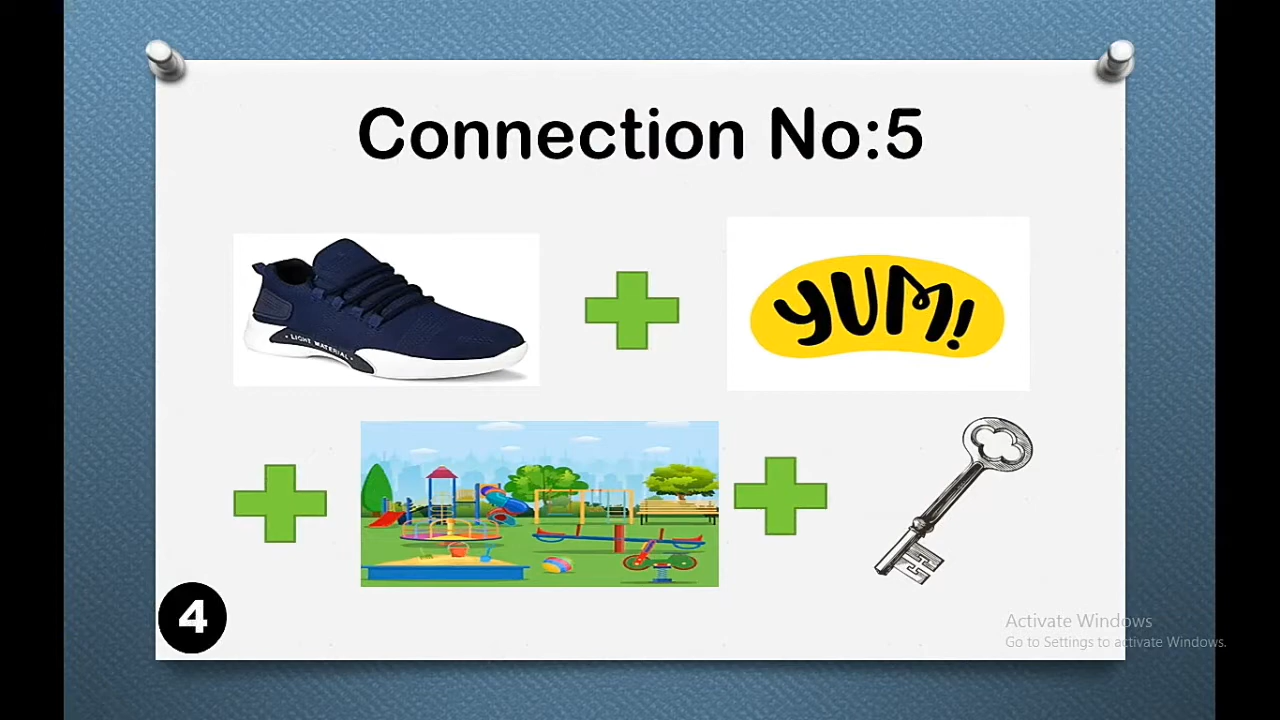 Connection No:5
• LIGHT MATERIAL •
YUM!
4
Activate Windows
Go to Settings to activate Windows.